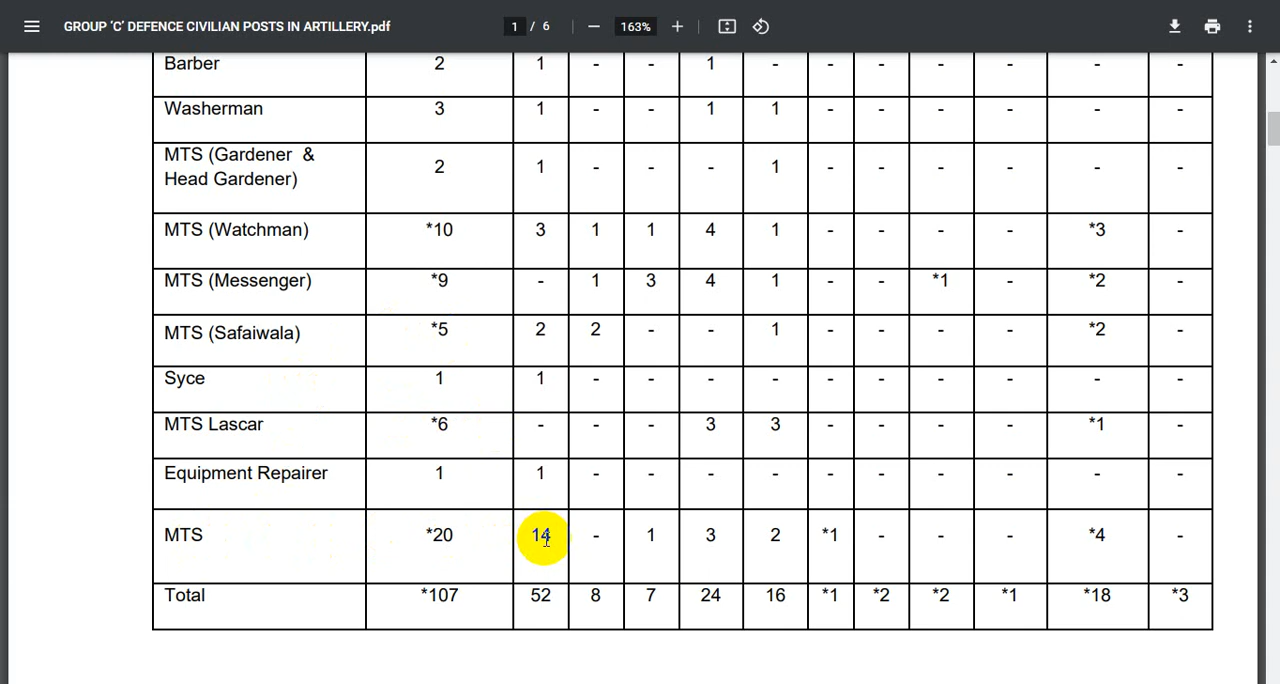 GROUP ‘C’ DEFENCE CIVILIAN POSTS IN ARTILLERY.pdf 1 / 6 163%
Barber 2 1 - - 1 - - - - - - -
Washerman 3 1 - - 1 1 - - - - - -
MTS (Gardener &
Head Gardener) 2 1 - - - 1 - - - - - -
MTS (Watchman) *10 3 1 1 4 1 - - - - *3 -
MTS (Messenger) *9 - 1 3 4 1 - - *1 - *2 -
MTS (Safaiwala) *5 2 2 - - 1 - - - - *2 -
Syce 1 1 - - - - - - - - - -
MTS Lascar *6 - - - 3 3 - - - - *1 -
Equipment Repairer 1 1 - - - - - - - - - -
MTS *20 14 - 1 3 2 *1 - - - *4 -
Total *107 52 8 7 24 16 *1 *2 *2 *1 *18 *3